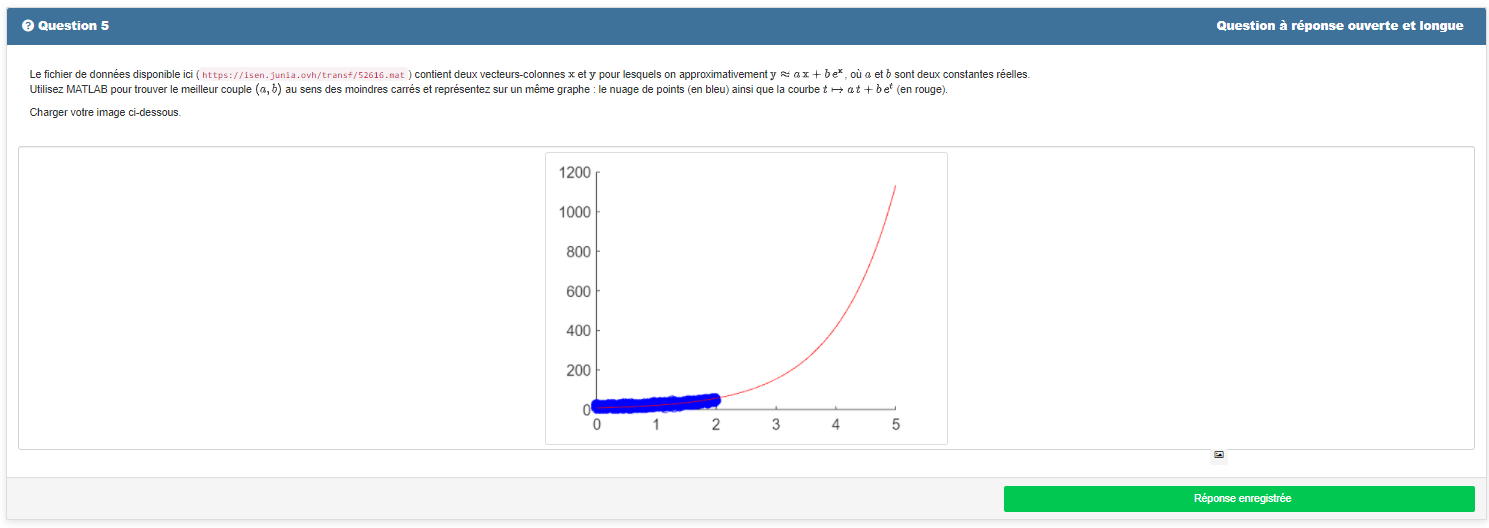 Question 5
Question à réponse ouverte et longue
Le fichier de données disponible ici ( https://isen.junia.ovh/transf/52616.mat ) contient deux vecteurs-colonnes x et y pour lesquels on approximativement y ≈ a x + b eˣ, où a et b sont deux constantes réelles.
Utilisez MATLAB pour trouver le meilleur couple (a, b) au sens des moindres carrés et représentez sur un même graphe : le nuage de points (en bleu) ainsi que la courbe t ↦ a t + b eᵗ (en rouge).
Charger votre image ci-dessous.
1200
1000
800
600
400
200
0
0 1 2 3 4 5
Réponse enregistrée